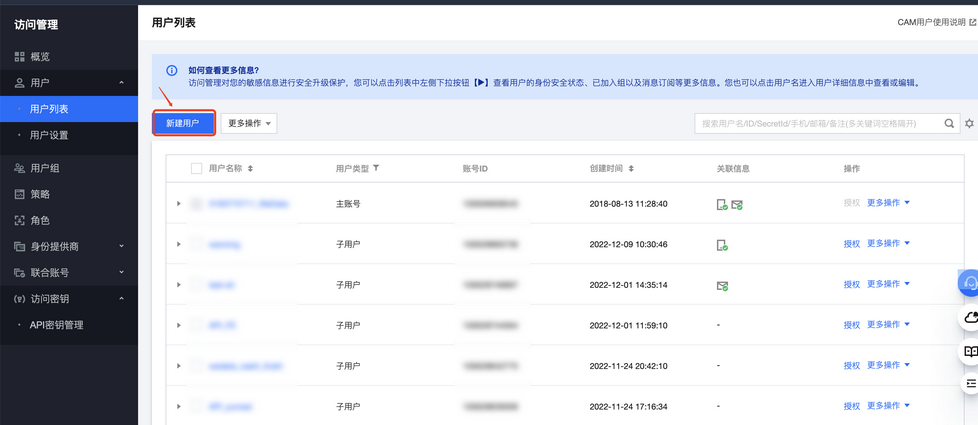 访问管理
概览
用户
用户列表
用户设置
用户组
策略
角色
身份提供商
联合账号
访问密钥
API密钥管理
用户列表
CAM用户使用说明
如何查看更多信息?
访问管理对您的敏感信息进行安全升级保护，您可以点击列表中左侧下拉按钮【▶】查看用户的身份安全状态、已加入组以及消息订阅等更多信息。您也可以点击用户名进入用户详细信息中查看或编辑。
新建用户 更多操作
搜索用户名/ID/SecretId/手机/邮箱/备注(多关键词空格隔开)
用户名称 用户类型 账号ID 创建时间 关联信息 操作
主账号 2018-08-13 11:28:40 授权 更多操作
子用户 2022-12-09 10:30:46 授权 更多操作
子用户 2022-12-01 14:35:14 授权 更多操作
子用户 2022-12-01 11:59:10 - 授权 更多操作
子用户 2022-11-24 20:42:10 - 授权 更多操作
子用户 2022-11-24 17:16:34 - 授权 更多操作